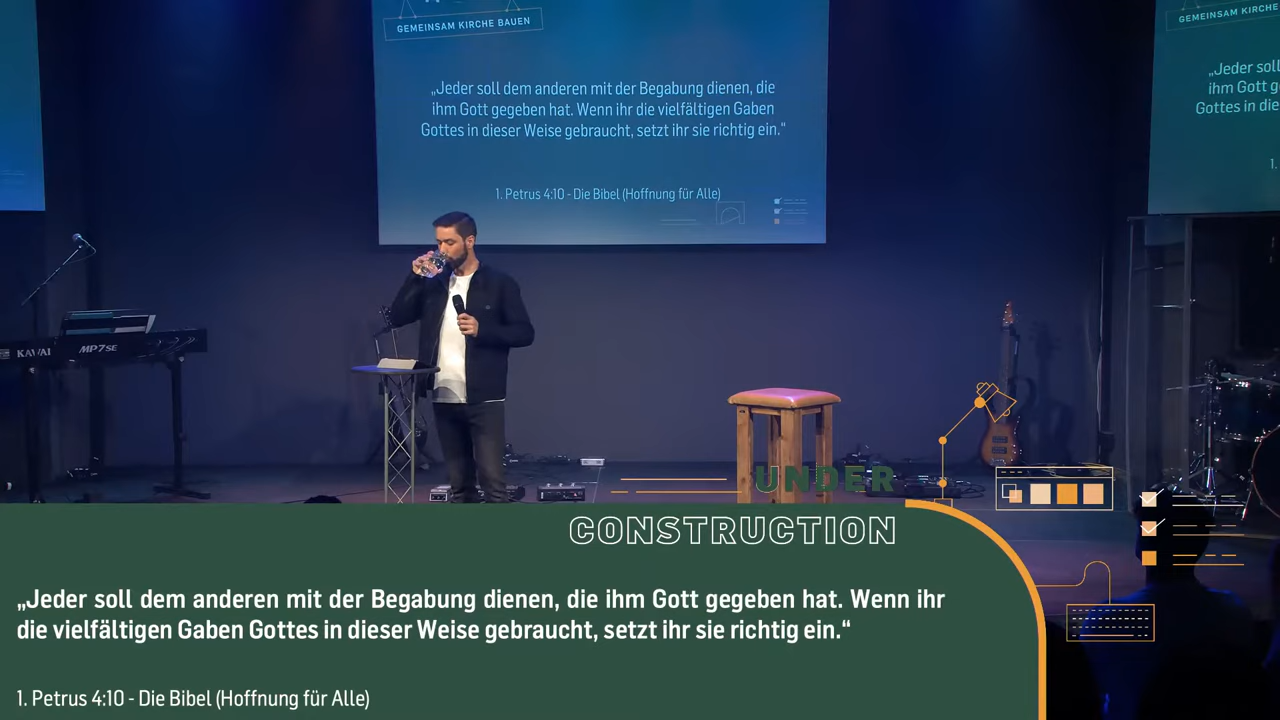 GEMEINSAM KIRCHE BAUEN
„Jeder soll dem anderen mit der Begabung dienen, die
ihm Gott gegeben hat. Wenn ihr die vielfältigen Gaben
Gottes in dieser Weise gebraucht, setzt ihr sie richtig ein.“
1. Petrus 4:10 - Die Bibel (Hoffnung für Alle)
GEMEINSAM KIRCHE
„Jeder soll
ihm Gott g
Gottes in die
1.
KAWAI MP7SE
UNDER
CONSTRUCTION
„Jeder soll dem anderen mit der Begabung dienen, die ihm Gott gegeben hat. Wenn ihr
die vielfältigen Gaben Gottes in dieser Weise gebraucht, setzt ihr sie richtig ein.“
1. Petrus 4:10 - Die Bibel (Hoffnung für Alle)